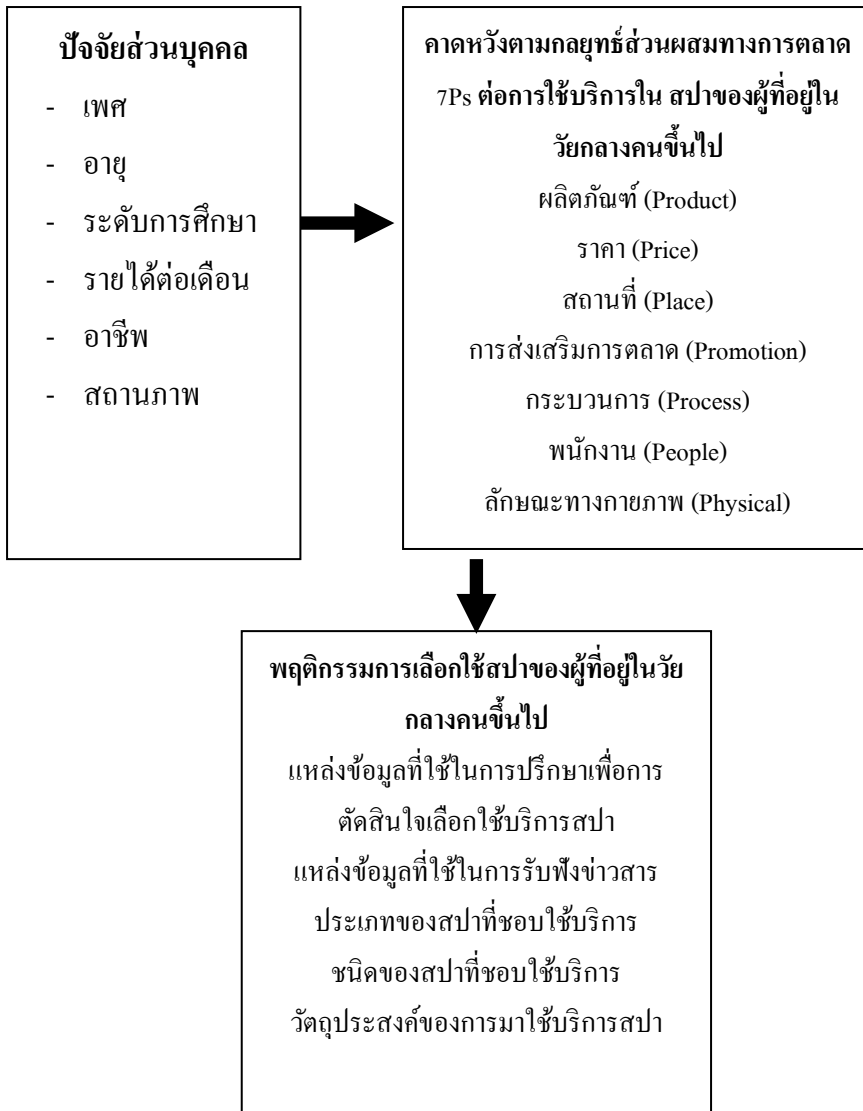 ปัจจัยส่วนบุคคล
- เพศ
- อายุ
- ระดับการศึกษา
- รายได้ต่อเดือน
- อาชีพ
- สถานภาพ
คาดหวังตามกลยุทธ์ส่วนผสมทางการตลาด
7Ps ต่อการใช้บริการใน สปาของผู้ที่อยู่ใน
วัยกลางคนขึ้นไป
ผลิตภัณฑ์ (Product)
ราคา (Price)
สถานที่ (Place)
การส่งเสริมการตลาด (Promotion)
กระบวนการ (Process)
พนักงาน (People)
ลักษณะทางกายภาพ (Physical)
พฤติกรรมการเลือกใช้สปาของผู้ที่อยู่ในวัย
กลางคนขึ้นไป
แหล่งข้อมูลที่ใช้ในการปรึกษาเพื่อการ
ตัดสินใจเลือกใช้บริการสปา
แหล่งข้อมูลที่ใช้ในการรับฟังข่าวสาร
ประเภทของสปาที่ชอบใช้บริการ
ชนิดของสปาที่ชอบใช้บริการ
วัตถุประสงค์ของการมาใช้บริการสปา